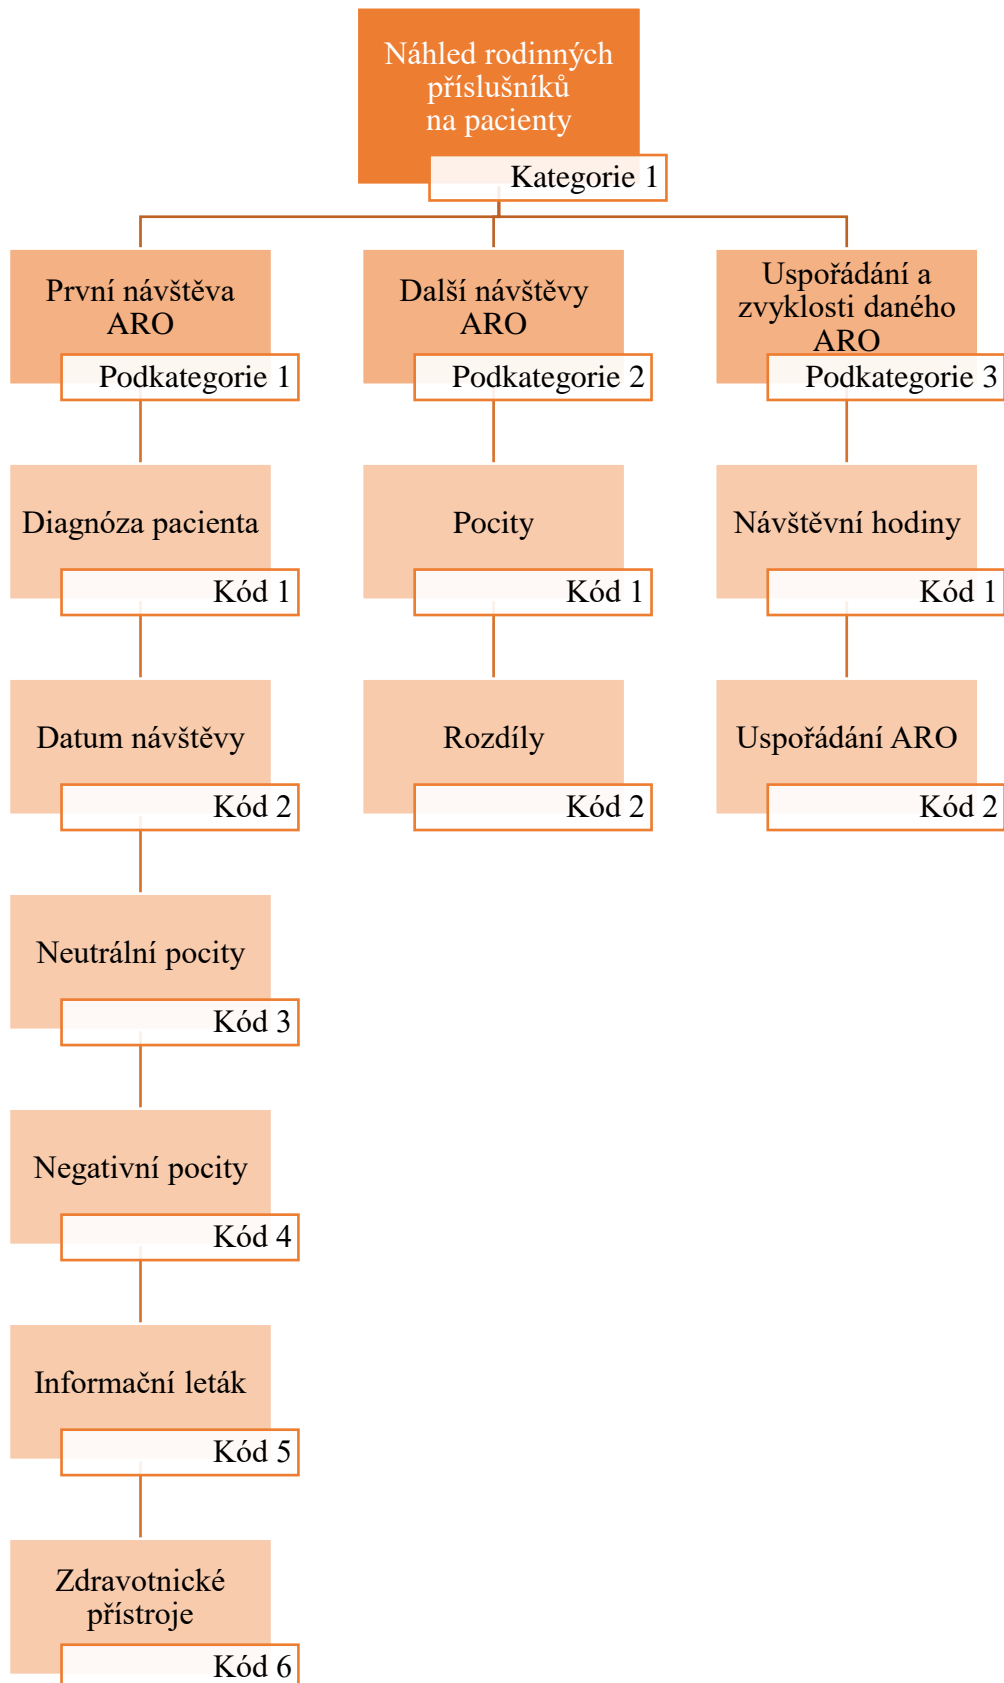 Náhled rodinných
příslušníků
na pacienty
Kategorie 1
První návštěva
ARO
Podkategorie 1
Další návštěvy
ARO
Podkategorie 2
Uspořádání a
zvyklosti daného
ARO
Podkategorie 3
Diagnóza pacienta
Kód 1
Pocity
Kód 1
Návštěvní hodiny
Kód 1
Datum návštěvy
Kód 2
Rozdíly
Kód 2
Uspořádání ARO
Kód 2
Neutrální pocity
Kód 3
Negativní pocity
Kód 4
Informační leták
Kód 5
Zdravotnické
přístroje
Kód 6